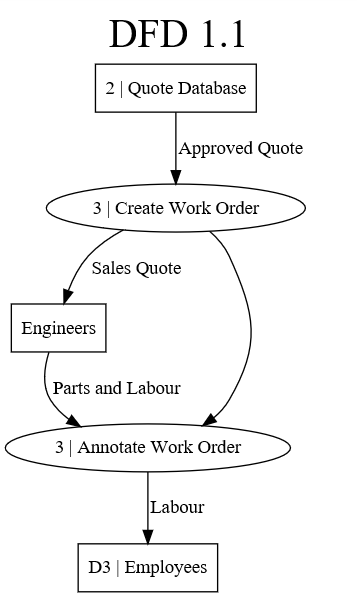 DFD 1.1
2 | Quote Database
Approved Quote
3 | Create Work Order
Sales Quote
Engineers
Parts and Labour
3 | Annotate Work Order
Labour
D3 | Employees